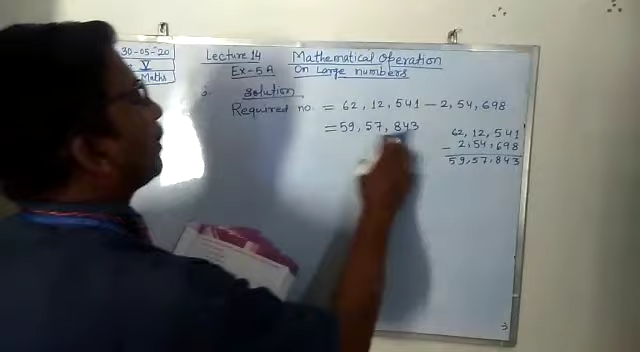 30-05-'20 Lecture 14 Mathematical Operation
V Ex-5A On Large numbers
Maths
Solution
Required no. = 62,12,541 - 2,54,698
= 59,57,843
62,12,541
- 2,54,698
59,57,843
3